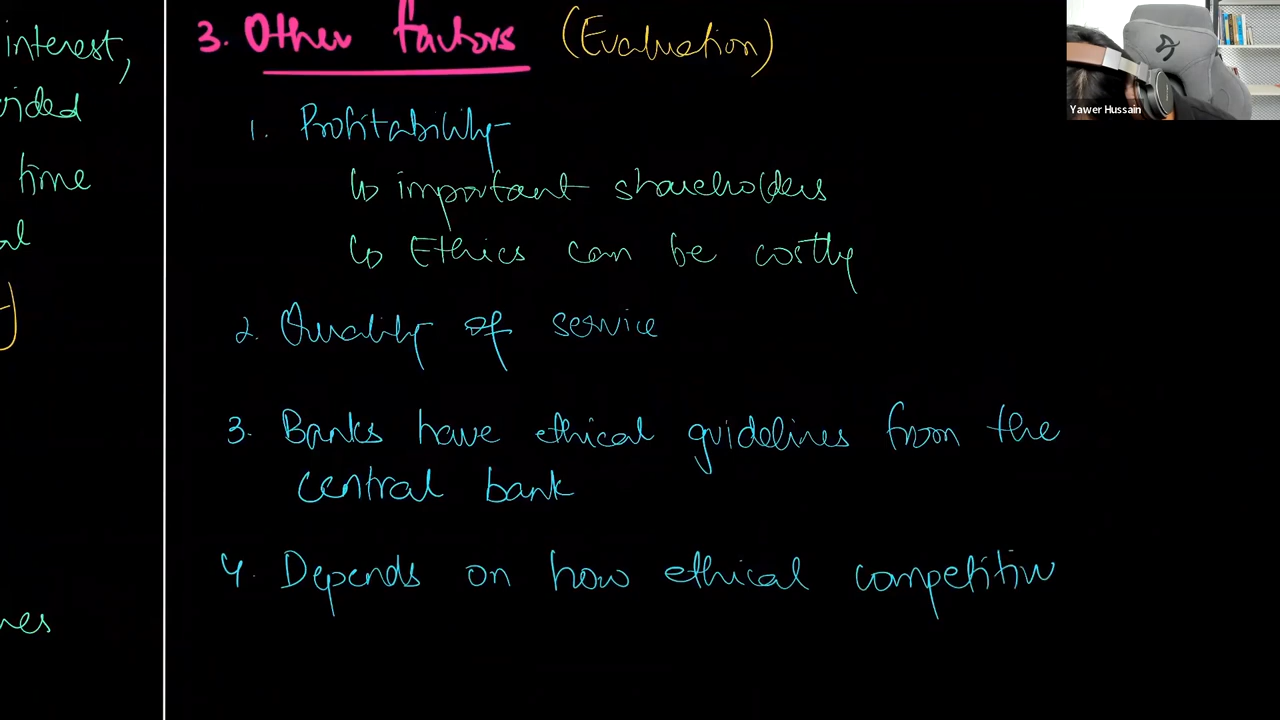 interest,
vided
time
al
nes
3. Other factors (Evaluation)
1. Profitability
↳ important shareholders
↳ Ethics can be costly
2. Quality of service
3. Banks have ethical guidelines from the
central bank
4. Depends on how ethical competitiv
Yawer Hussain